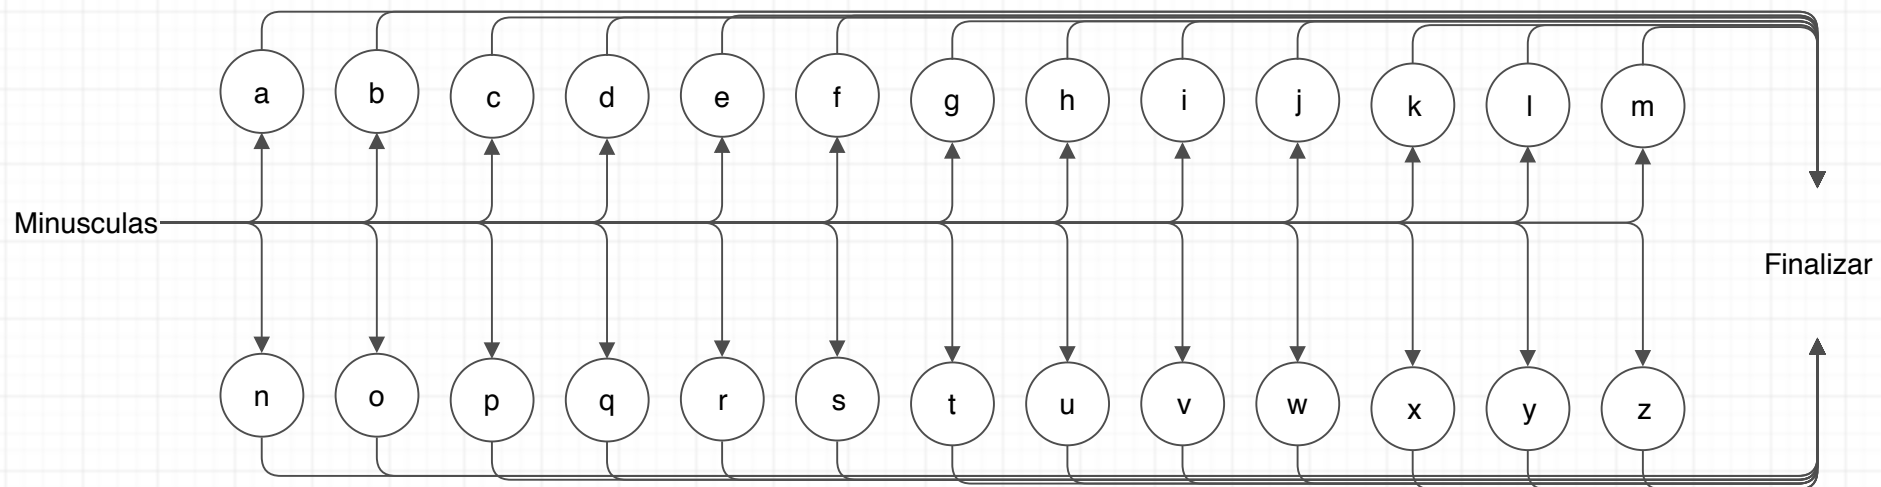 a b c d e f g h i j k l m
Minusculas
Finalizar
n o p q r s t u v w x y z